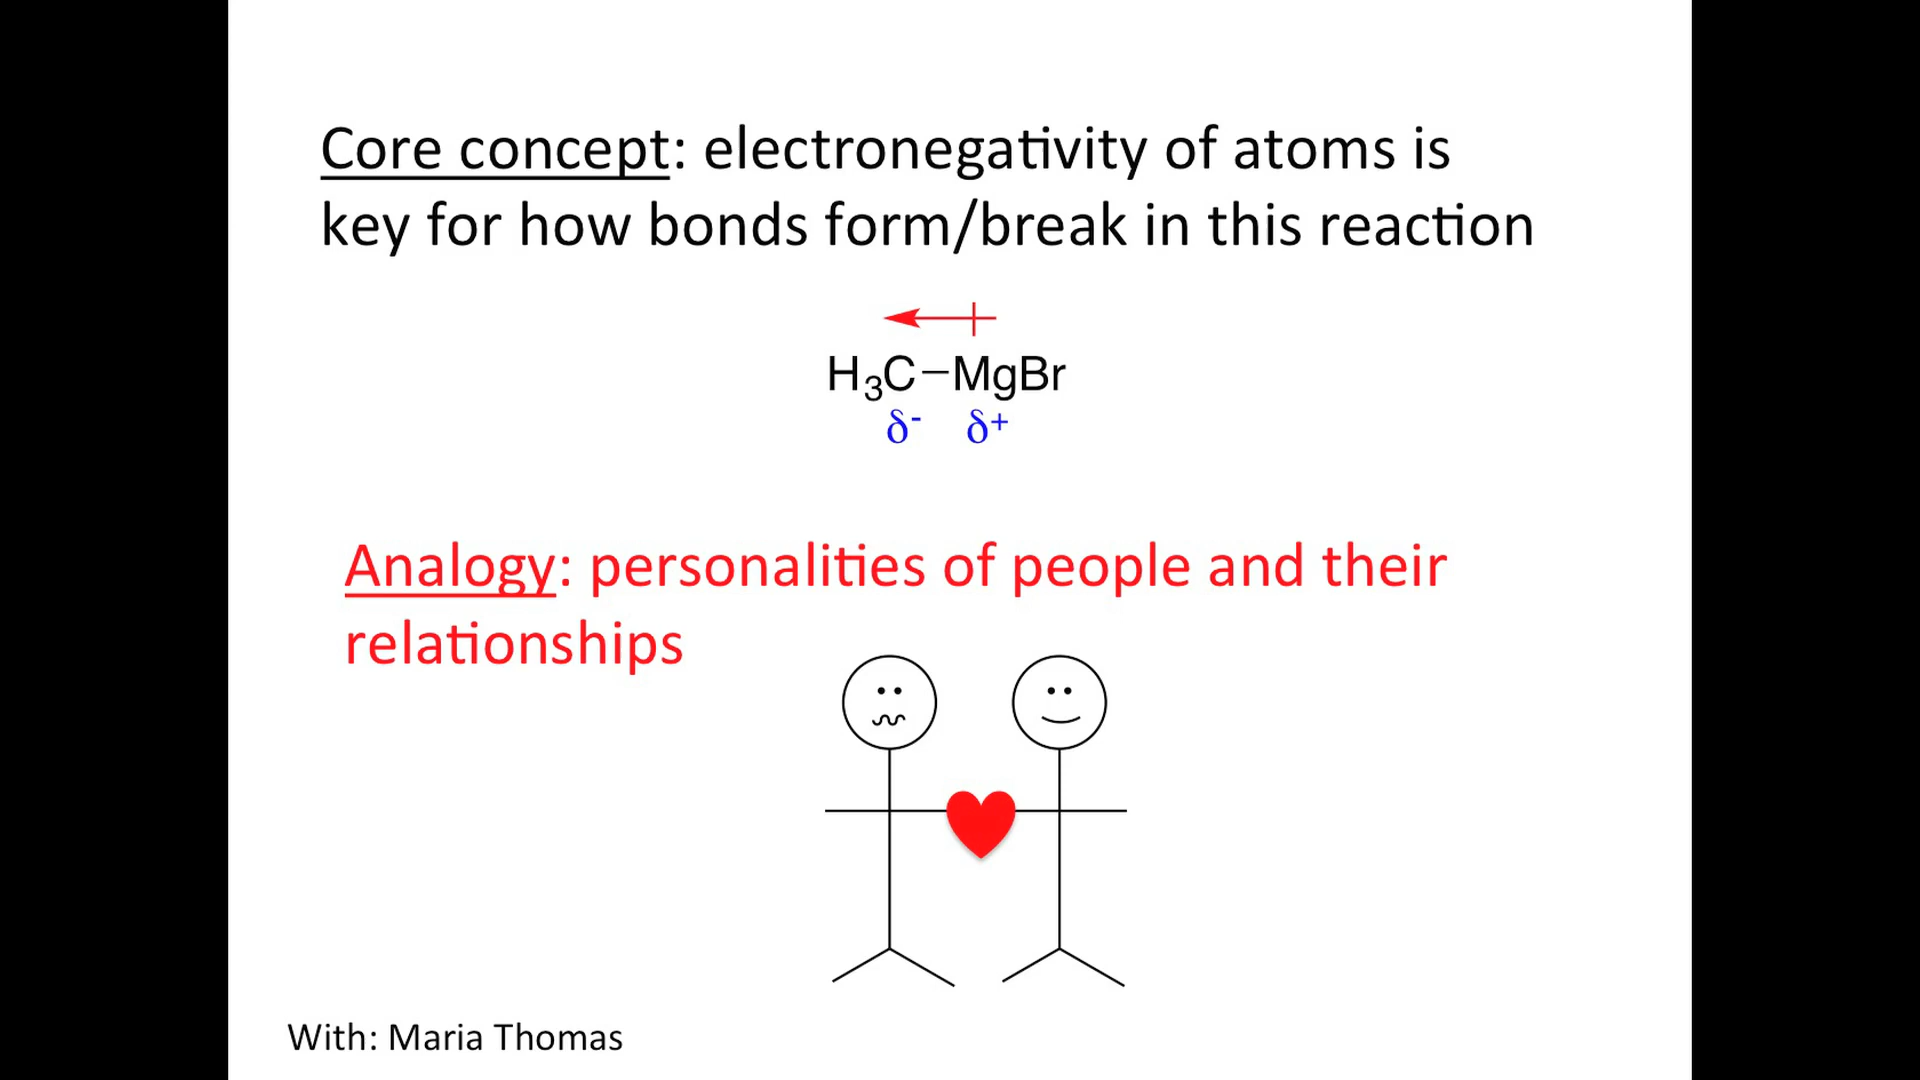 Core concept: electronegativity of atoms is
key for how bonds form/break in this reaction
H₃C–MgBr
δ⁻ δ⁺
Analogy: personalities of people and their
relationships
With: Maria Thomas